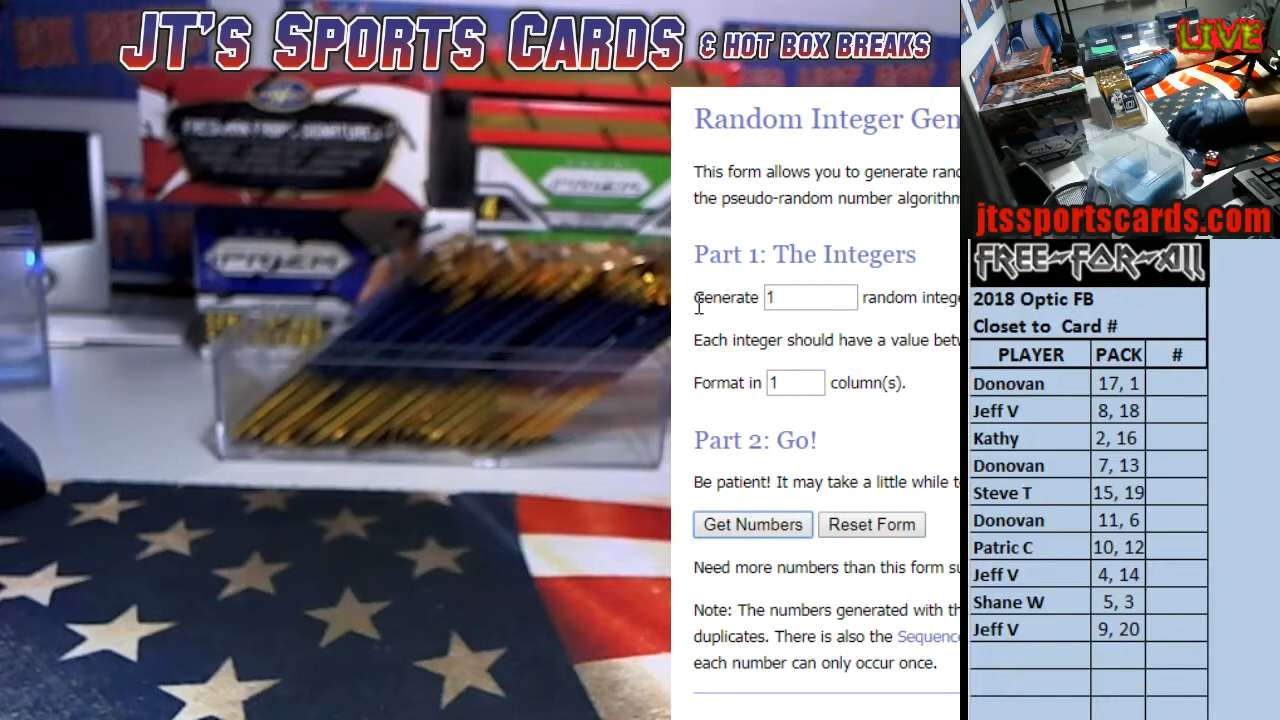 JT's Sports Cards & Hot Box Breaks
LIVE
jtssportscards.com
PRIZM
PRIZM
Random Integer Gen
This form allows you to generate rand
the pseudo-random number algorithm
Part 1: The Integers
Generate 1 random intege
Each integer should have a value betw
Format in 1 column(s).
Part 2: Go!
Be patient! It may take a little while t
Get Numbers Reset Form
Need more numbers than this form su
Note: The numbers generated with th
duplicates. There is also the Sequence
each number can only occur once.
FREE-FOR-ALL
2018 Optic FB
Closet to Card #
PLAYER PACK #
Donovan 17, 1
Jeff V 8, 18
Kathy 2, 16
Donovan 7, 13
Steve T 15, 19
Donovan 11, 6
Patric C 10, 12
Jeff V 4, 14
Shane W 5, 3
Jeff V 9, 20